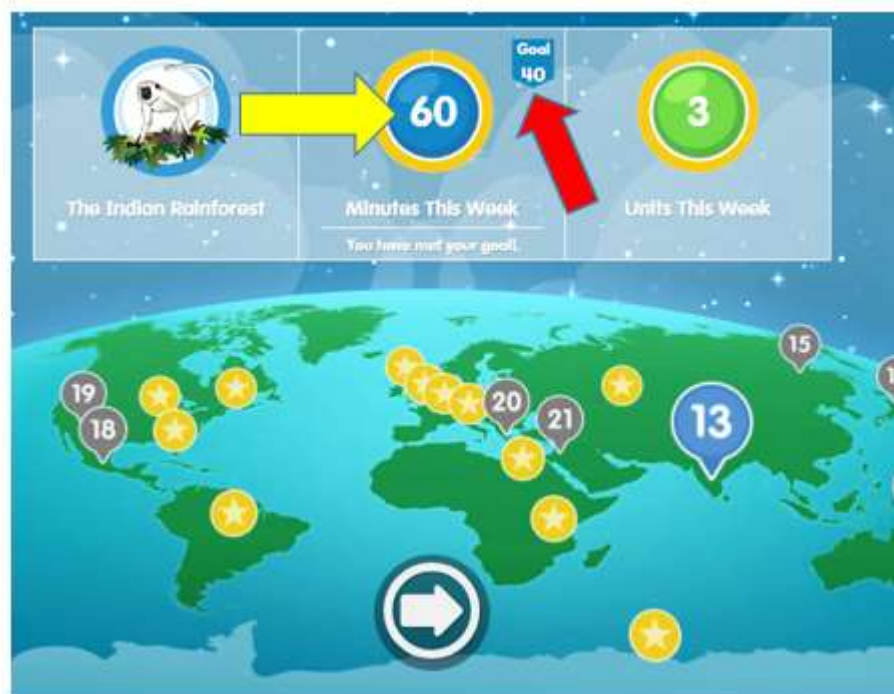 Goal
40
60
3
The Indian Rainforest
Minutes This Week
Units This Week
You have met your goal.
15
19
18
20
21
13